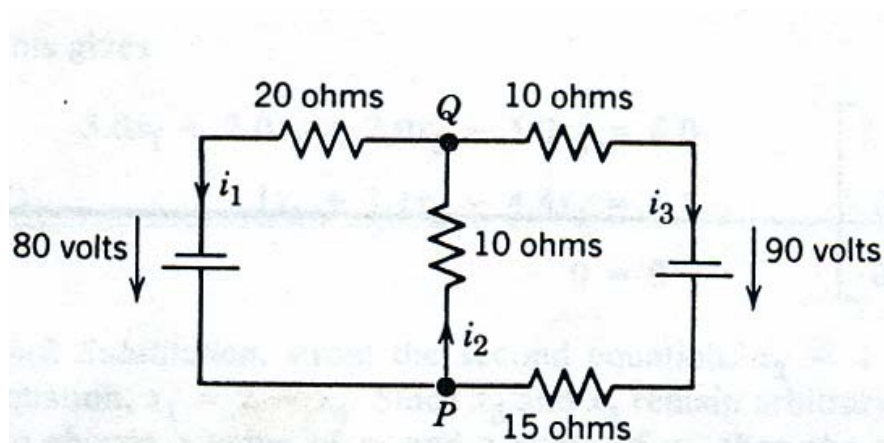 20 ohms
Q
10 ohms
i₁
i₃
80 volts
10 ohms
90 volts
i₂
P
15 ohms